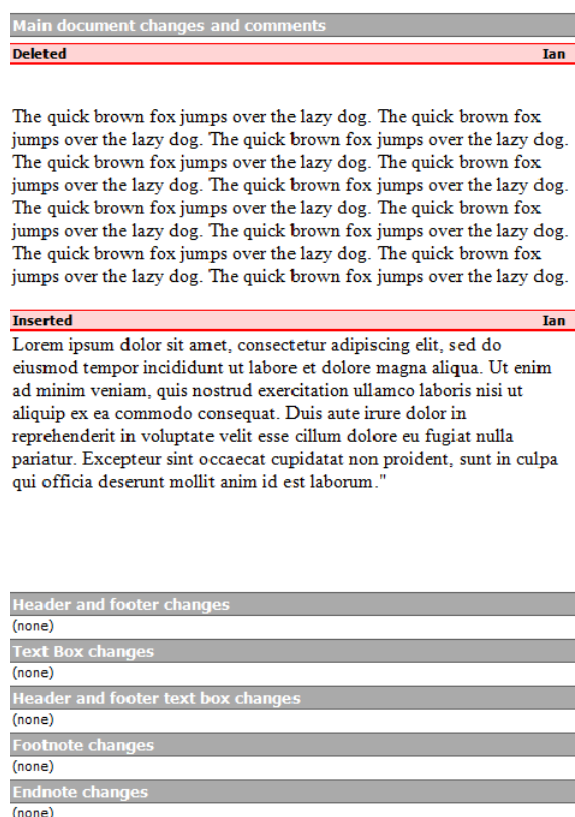 Main document changes and comments
Deleted Ian
The quick brown fox jumps over the lazy dog. The quick brown fox
jumps over the lazy dog. The quick brown fox jumps over the lazy dog.
The quick brown fox jumps over the lazy dog. The quick brown fox
jumps over the lazy dog. The quick brown fox jumps over the lazy dog.
The quick brown fox jumps over the lazy dog. The quick brown fox
jumps over the lazy dog. The quick brown fox jumps over the lazy dog.
The quick brown fox jumps over the lazy dog. The quick brown fox
jumps over the lazy dog. The quick brown fox jumps over the lazy dog.
Inserted Ian
Lorem ipsum dolor sit amet, consectetur adipiscing elit, sed do
eiusmod tempor incididunt ut labore et dolore magna aliqua. Ut enim
ad minim veniam, quis nostrud exercitation ullamco laboris nisi ut
aliquip ex ea commodo consequat. Duis aute irure dolor in
reprehenderit in voluptate velit esse cillum dolore eu fugiat nulla
pariatur. Excepteur sint occaecat cupidatat non proident, sunt in culpa
qui officia deserunt mollit anim id est laborum."
Header and footer changes
(none)
Text Box changes
(none)
Header and footer text box changes
(none)
Footnote changes
(none)
Endnote changes
(none)